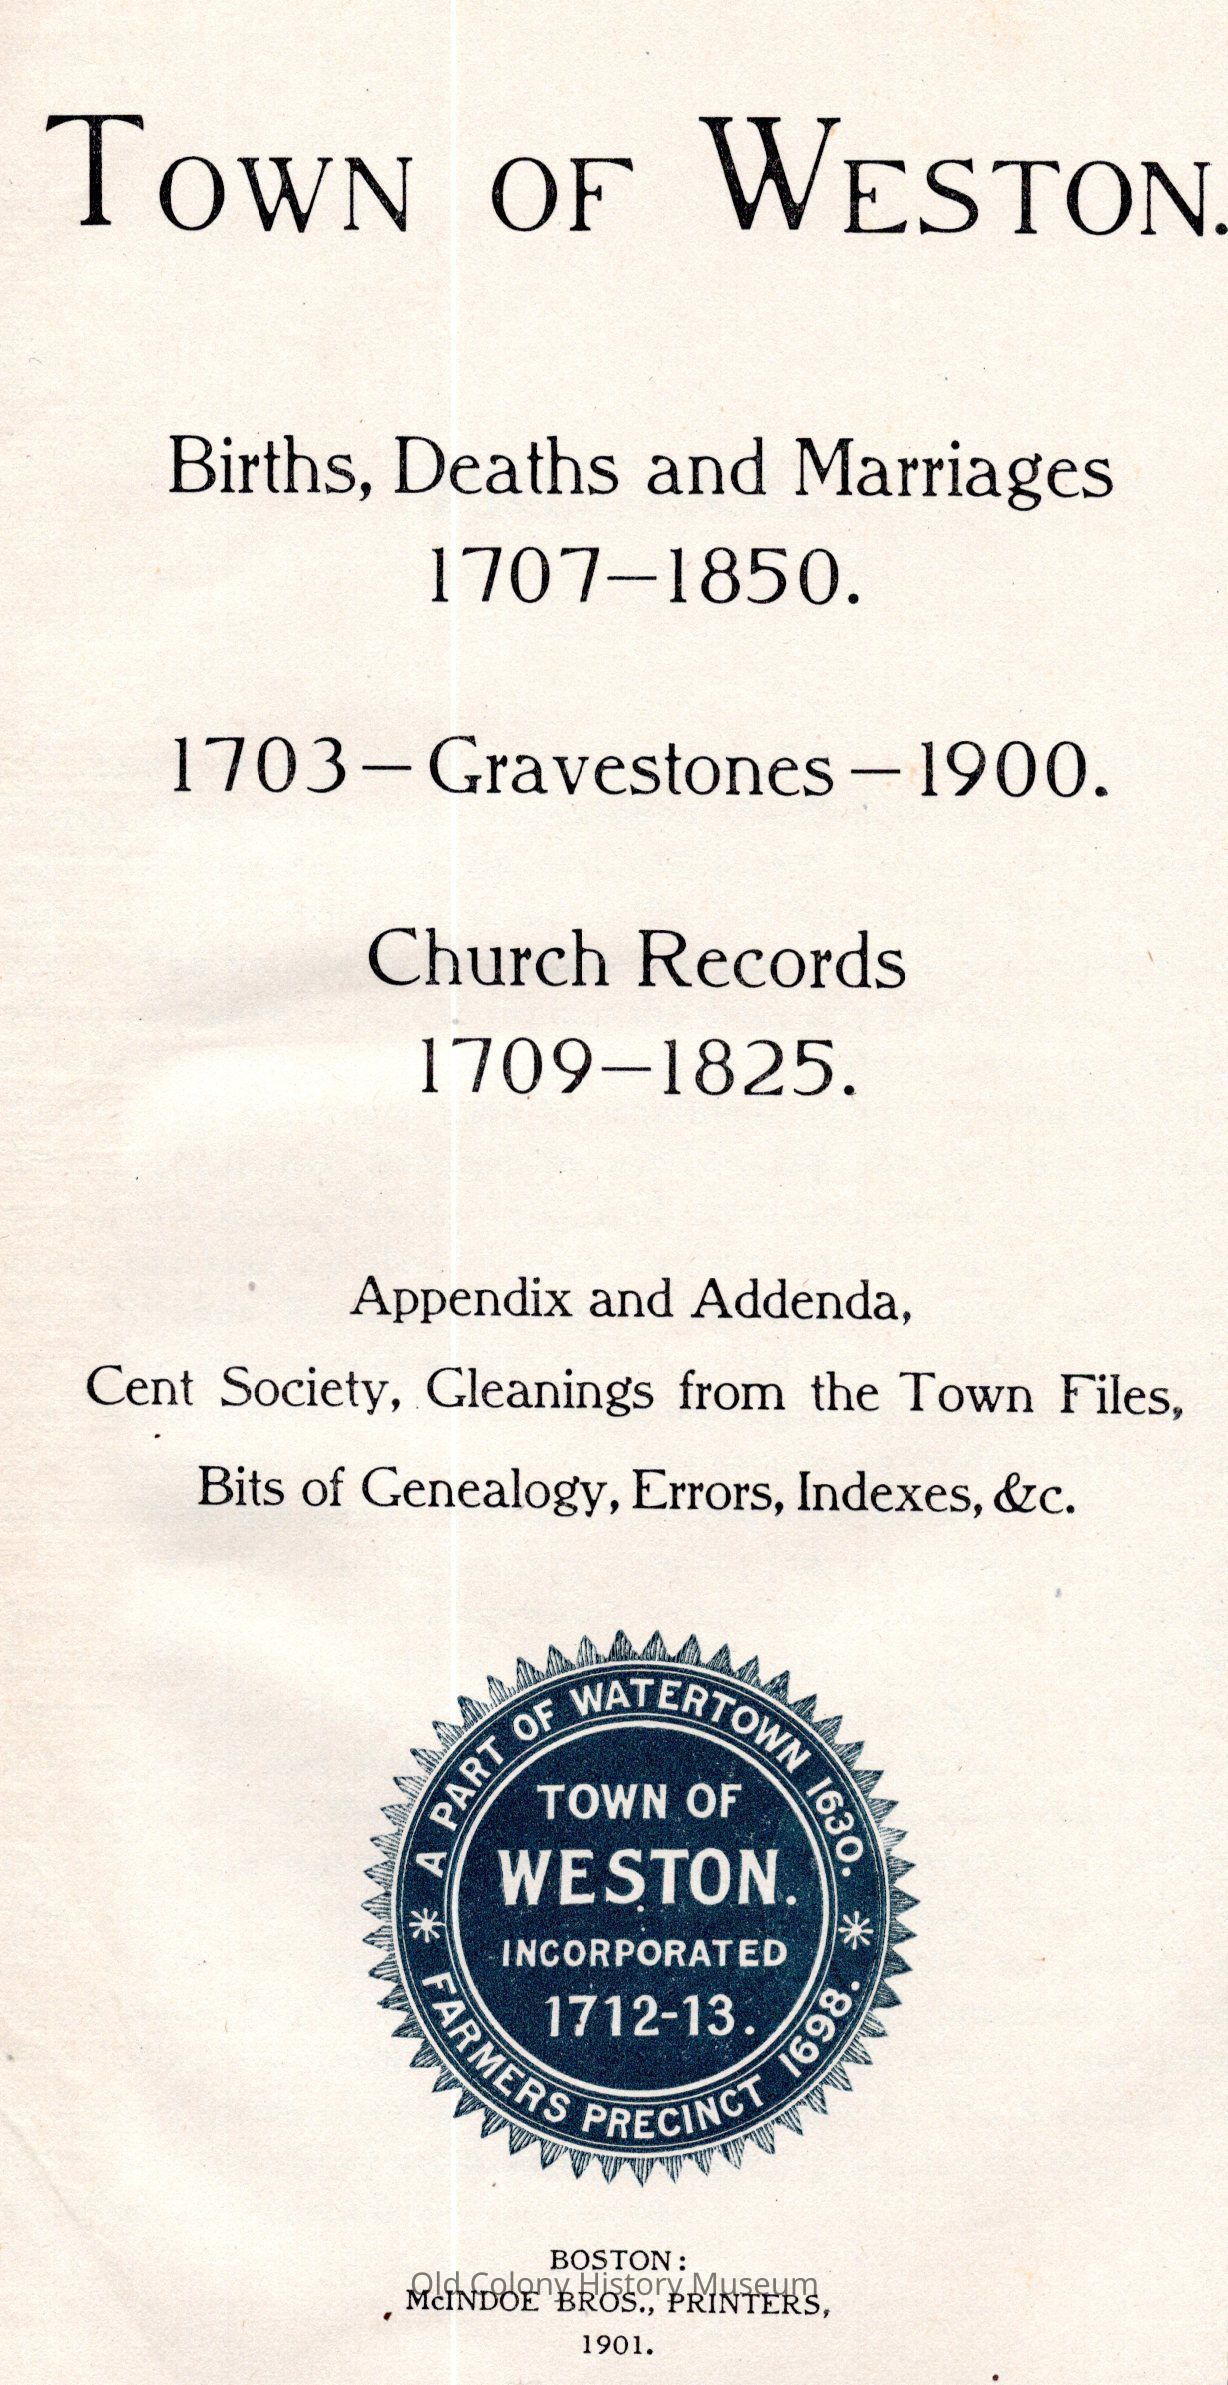 TOWN OF WESTON.
Births, Deaths and Marriages
1707—1850.
1703—Gravestones—1900.
Church Records
1709—1825.
Appendix and Addenda,
Cent Society, Gleanings from the Town Files,
Bits of Genealogy, Errors, Indexes, &c.
A PART OF WATERTOWN 1630.
TOWN OF
WESTON.
INCORPORATED
1712-13.
FARMERS PRECINCT 1698.
BOSTON:
Old Colony History Museum
McINDOE BROS., PRINTERS,
1901.